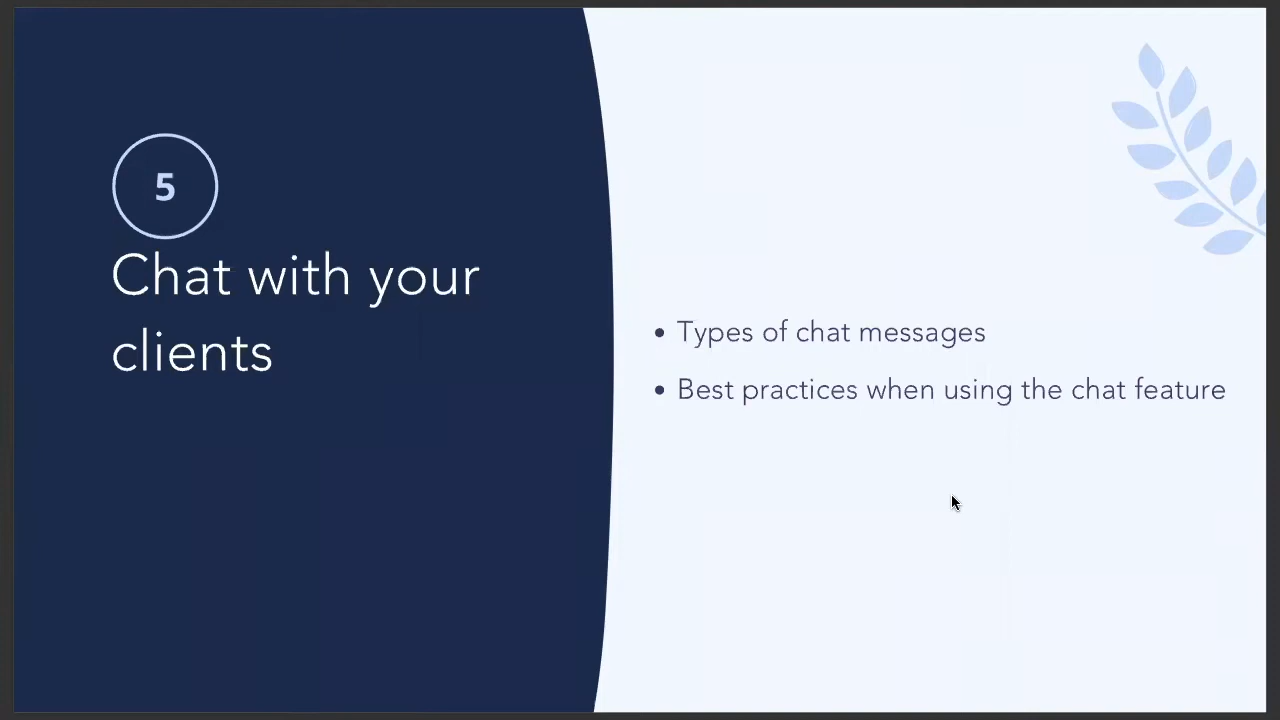 5
Chat with your
clients
• Types of chat messages
• Best practices when using the chat feature